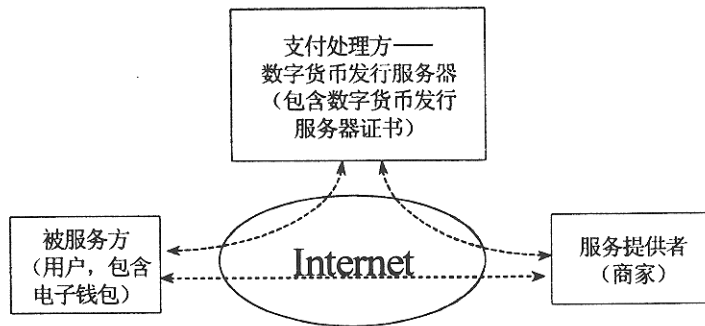 支付处理方——
数字货币发行服务器
（包含数字货币发行
服务器证书）
被服务方
（用户，包含
电子钱包）
Internet
服务提供者
（商家）